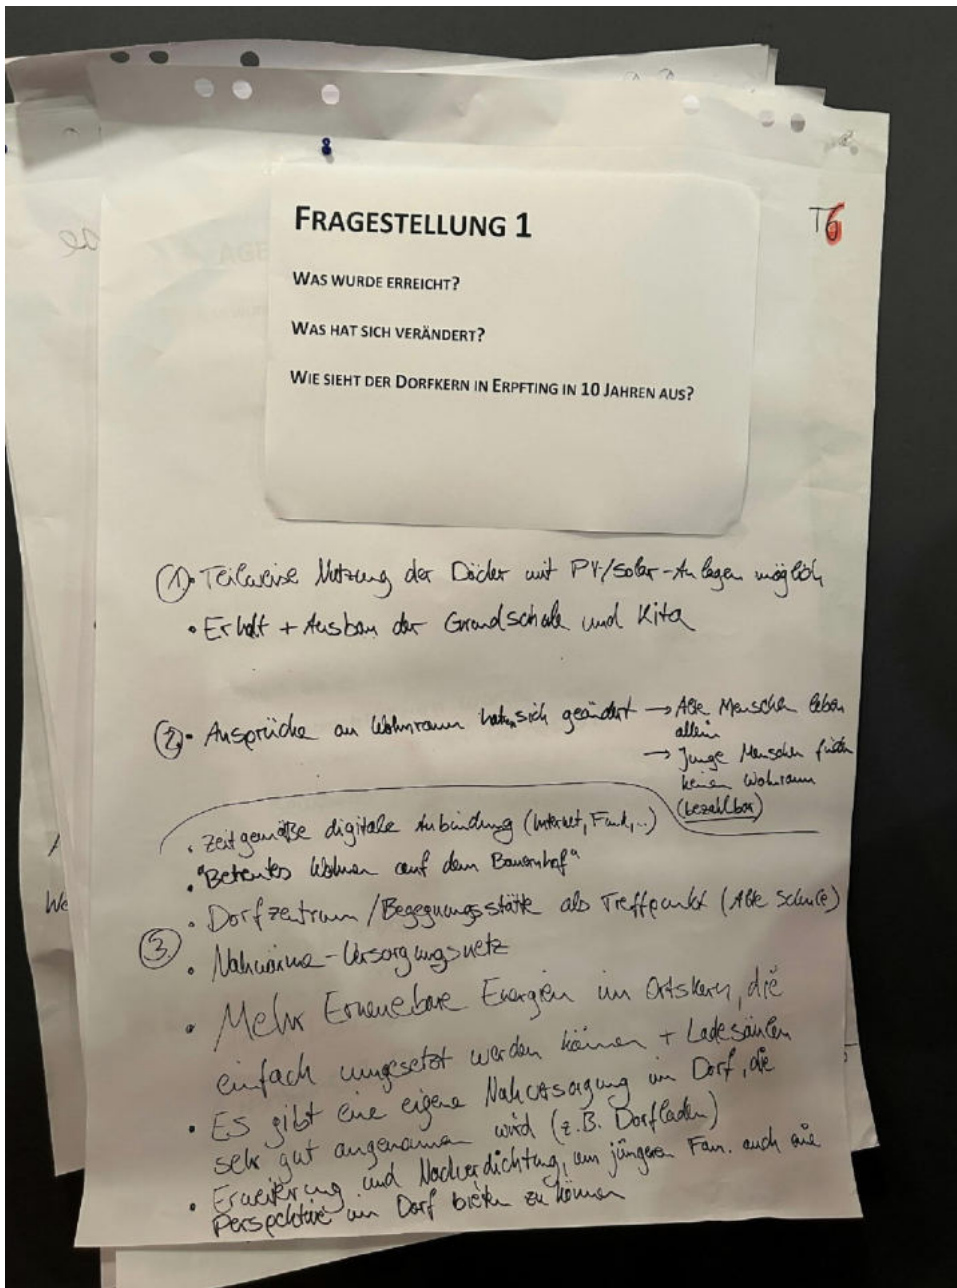 FRAGESTELLUNG 1
T6
WAS WURDE ERREICHT?
WAS HAT SICH VERÄNDERT?
WIE SIEHT DER DORFKERN IN ERPFTING IN 10 JAHREN AUS?
1. • Teilweise Nutzung der Dächer mit PV/Solar-Anlagen möglich
• Erhalt + Ausbau der Grundschule und Kita
2. • Ansprüche an Wohnraum haben sich geändert → Alte Menschen leben
allein
→ Junge Menschen finden
keinen Wohnraum
(bezahlbar)
• zeitgemäße digitale Anbindung (Internet, Funk,...)
• "Betreutes Wohnen auf dem Bauernhof"
• Dorfzentrum/Begegnungsstätte als Treffpunkt (Alte Schule)
3.
• Nahwärme-Versorgungsnetz
• Mehr Erneuerbare Energien im Ortskern, die
einfach umgesetzt werden können + Ladesäulen
• Es gibt eine eigene Nahversorgung im Dorf, die
sehr gut angenommen wird (z.B. Dorfladen)
• Erweiterung und Nachverdichtung, um jüngeren Fam. auch eine
Perspektive im Dorf bieten zu können
We